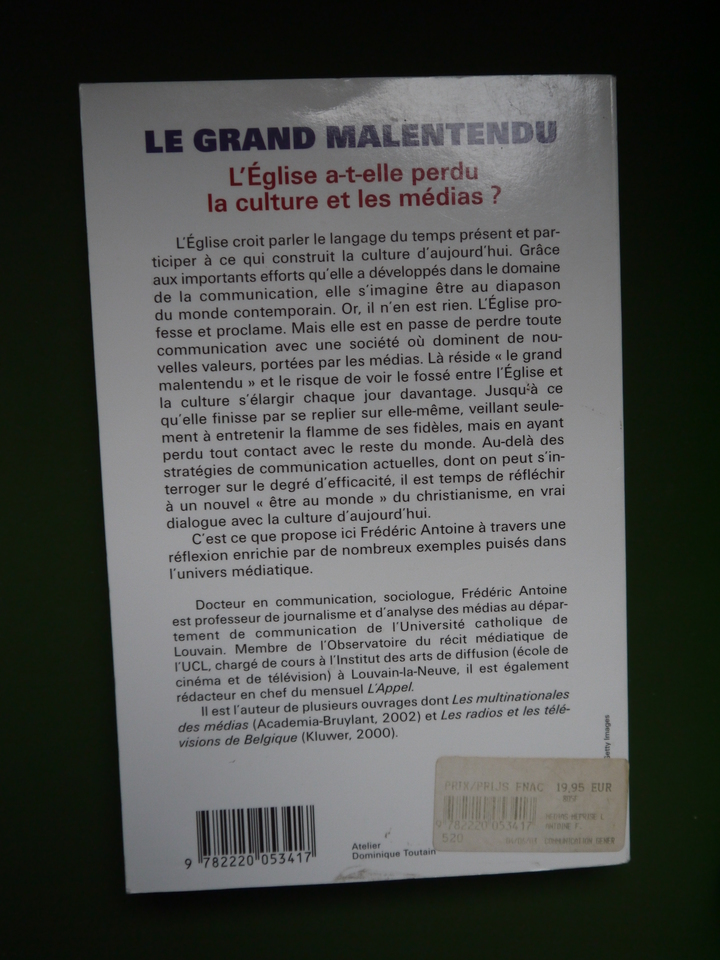 LE GRAND MALENTENDU
L'Église a-t-elle perdu
la culture et les médias ?
L'Église croit parler le langage du temps présent et par-
ticiper à ce qui construit la culture d'aujourd'hui. Grâce
aux importants efforts qu'elle a développés dans le domaine
de la communication, elle s'imagine être au diapason
du monde contemporain. Or, il n'en est rien. L'Église pro-
fesse et proclame. Mais elle est en passe de perdre toute
communication avec une société où dominent de nou-
velles valeurs, portées par les médias. Là réside « le grand
malentendu » et le risque de voir le fossé entre l'Église et
la culture s'élargir chaque jour davantage. Jusqu'à ce
qu'elle finisse par se replier sur elle-même, veillant seule-
ment à entretenir la flamme de ses fidèles, mais en ayant
perdu tout contact avec le reste du monde. Au-delà des
stratégies de communication actuelles, dont on peut s'in-
terroger sur le degré d'efficacité, il est temps de réfléchir
à un nouvel « être au monde » du christianisme, en vrai
dialogue avec la culture d'aujourd'hui.
C'est ce que propose ici Frédéric Antoine à travers une
réflexion enrichie par de nombreux exemples puisés dans
l'univers médiatique.
Docteur en communication, sociologue, Frédéric Antoine
est professeur de journalisme et d'analyse des médias au dépar-
tement de communication de l'Université catholique de
Louvain. Membre de l'Observatoire du récit médiatique de
l'UCL, chargé de cours à l'Institut des arts de diffusion (école de
cinéma et de télévision) à Louvain-la-Neuve, il est également
rédacteur en chef du mensuel L'Appel.
Il est l'auteur de plusieurs ouvrages dont Les multinationales
des médias (Academia-Bruylant, 2002) et Les radios et les télé-
visions de Belgique (Kluwer, 2000).
Getty Images
PRIX/PRIJS FNAC 19,95 EUR
9 782220 053417
ANTOINE F.
520
COMMUNICATION
9 782220 053417
Atelier
Dominique Toutain